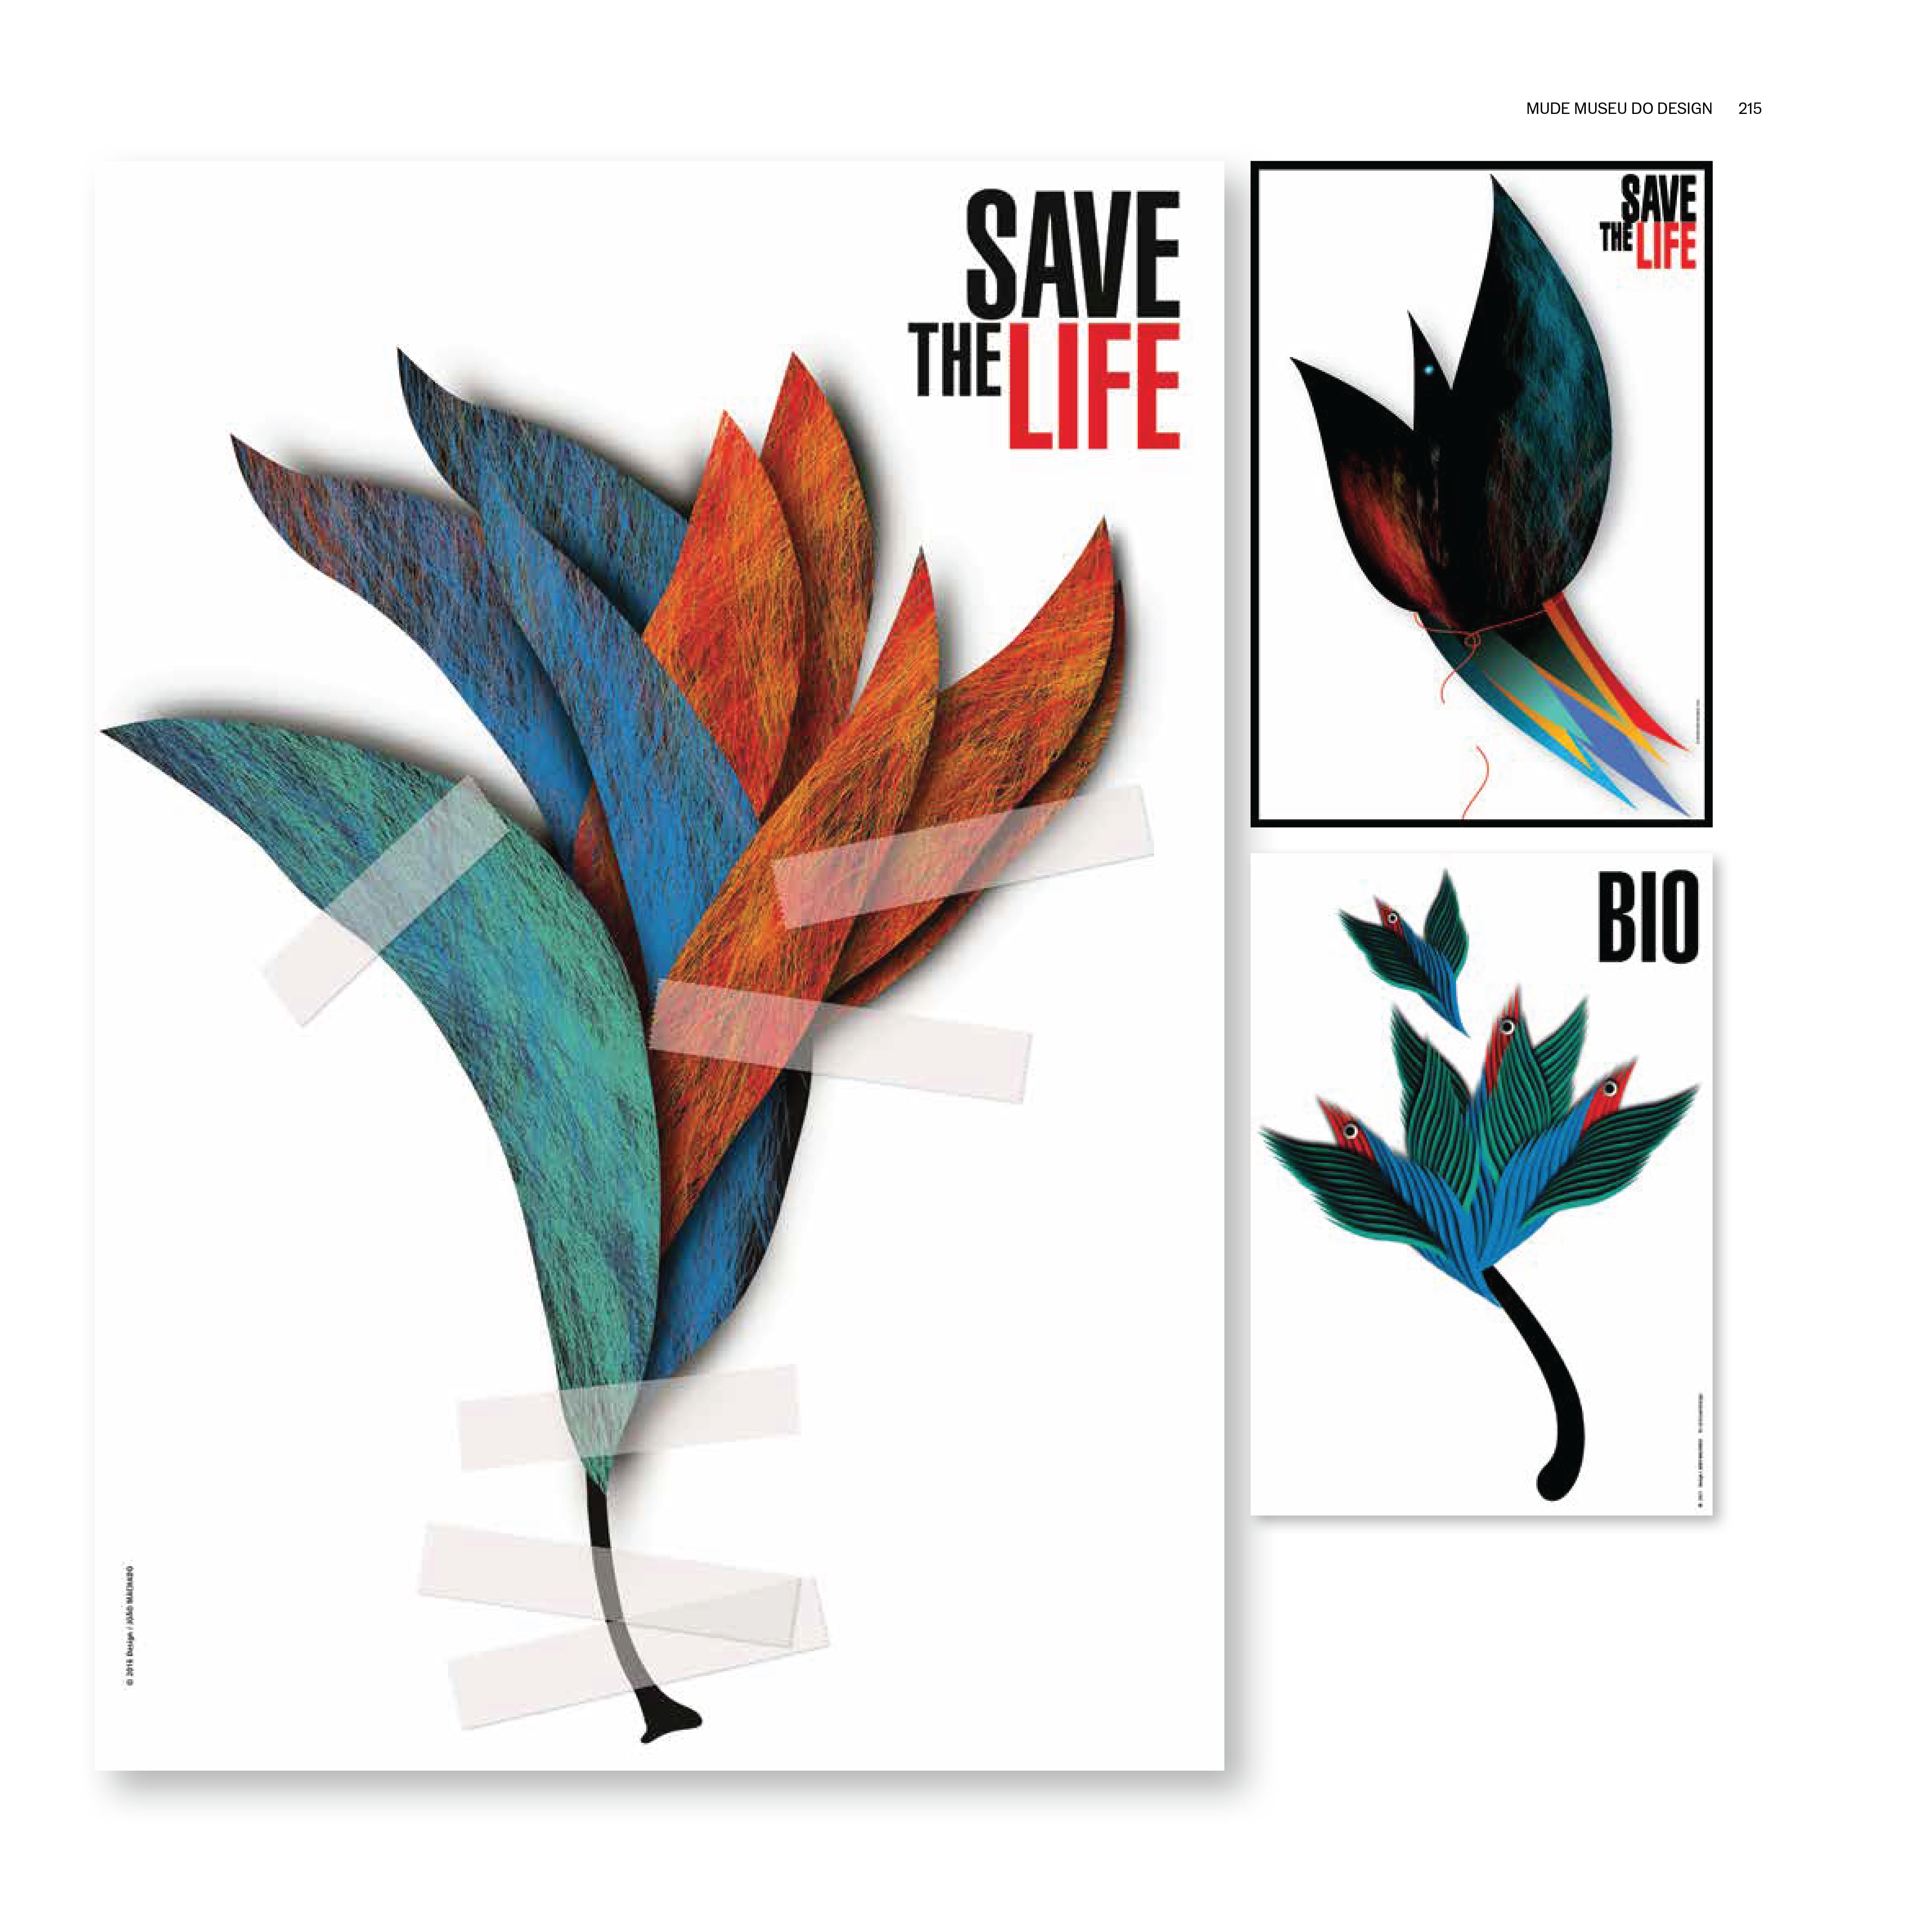 MUDE MUSEU DO DESIGN 215
SAVE
THE LIFE
© 2016 Design / JOÃO MACHADO
SAVE
THE LIFE
BIO